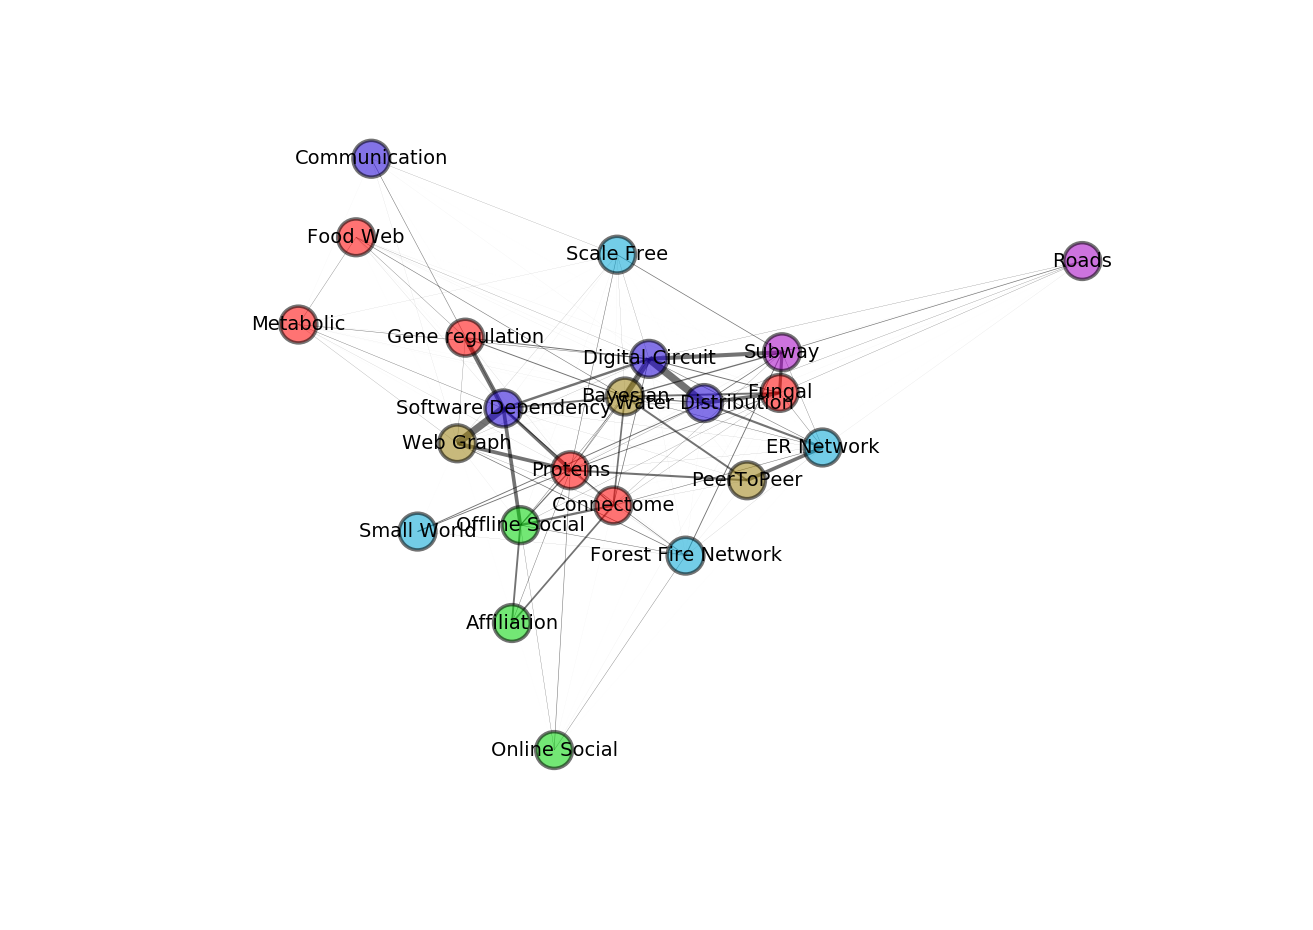 Communication
Food Web
Scale Free
Roads
Metabolic
Gene regulation
Digital Circuit
Subway
Bayesian
Fungal
Software Dependency
Water Distribution
Web Graph
ER Network
Proteins
PeerToPeer
Connectome
Small World
Offline Social
Forest Fire Network
Affiliation
Online Social